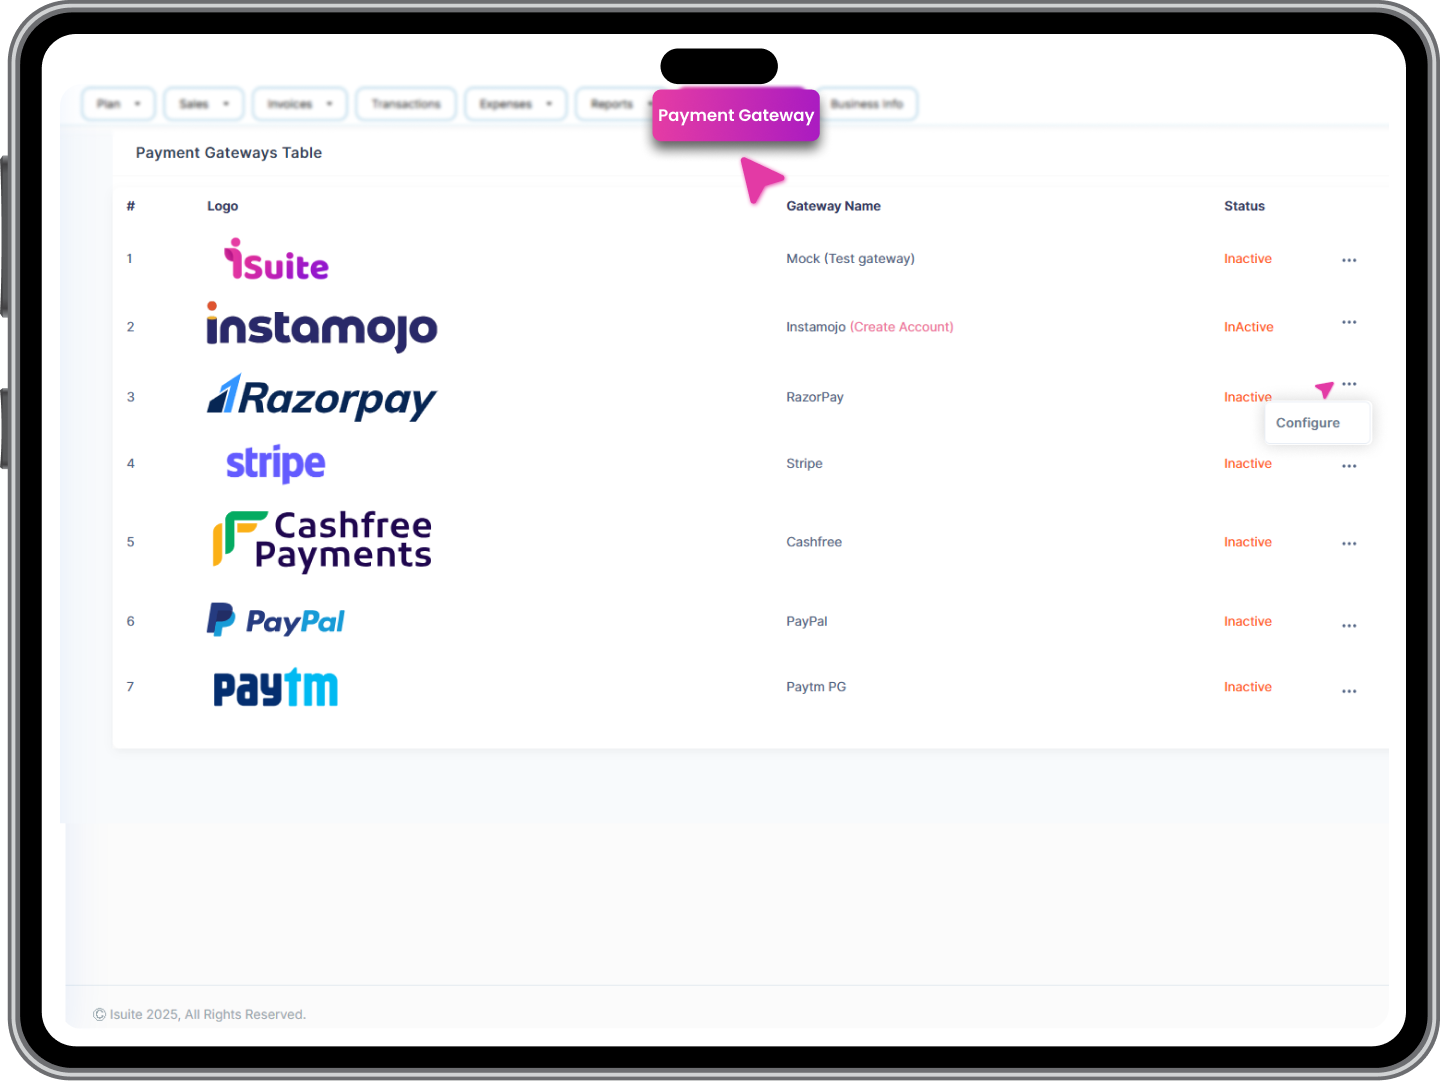 Plan Sales Invoices Transactions Expenses Reports Payment Gateway Business Info
Payment Gateways Table
# Logo Gateway Name Status
1 iSuite Mock (Test gateway) Inactive ...
2 instamojo Instamojo (Create Account) InActive ...
3 Razorpay RazorPay Inactive ...
Configure
4 stripe Stripe Inactive ...
5 Cashfree Payments Cashfree Inactive ...
6 PayPal PayPal Inactive ...
7 paytm Paytm PG Inactive ...
© Isuite 2025, All Rights Reserved.